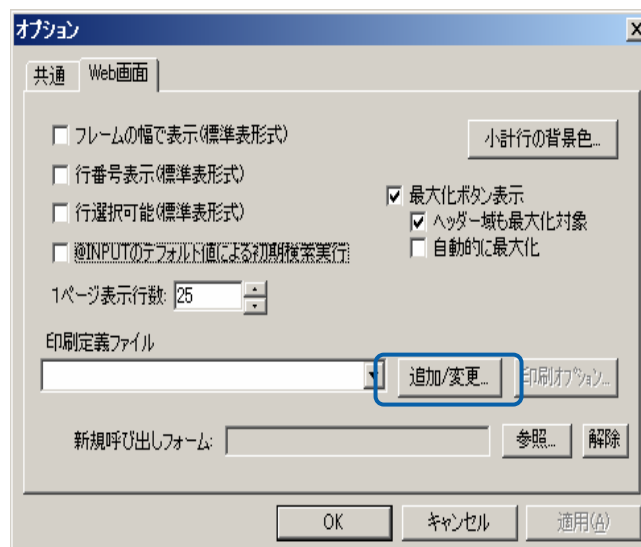 オプション
共通 Web画面
フレームの幅で表示(標準表形式)
小計行の背景色...
行番号表示(標準表形式)
最大化ボタン表示
行選択可能(標準表形式)
ヘッダー域も最大化対象
@INPUTのデフォルト値による初期検索実行
自動的に最大化
1ページ表示行数: 25
印刷定義ファイル
追加/変更... 印刷オプション...
新規呼び出しフォーム: 参照... 解除
OK キャンセル 適用(A)